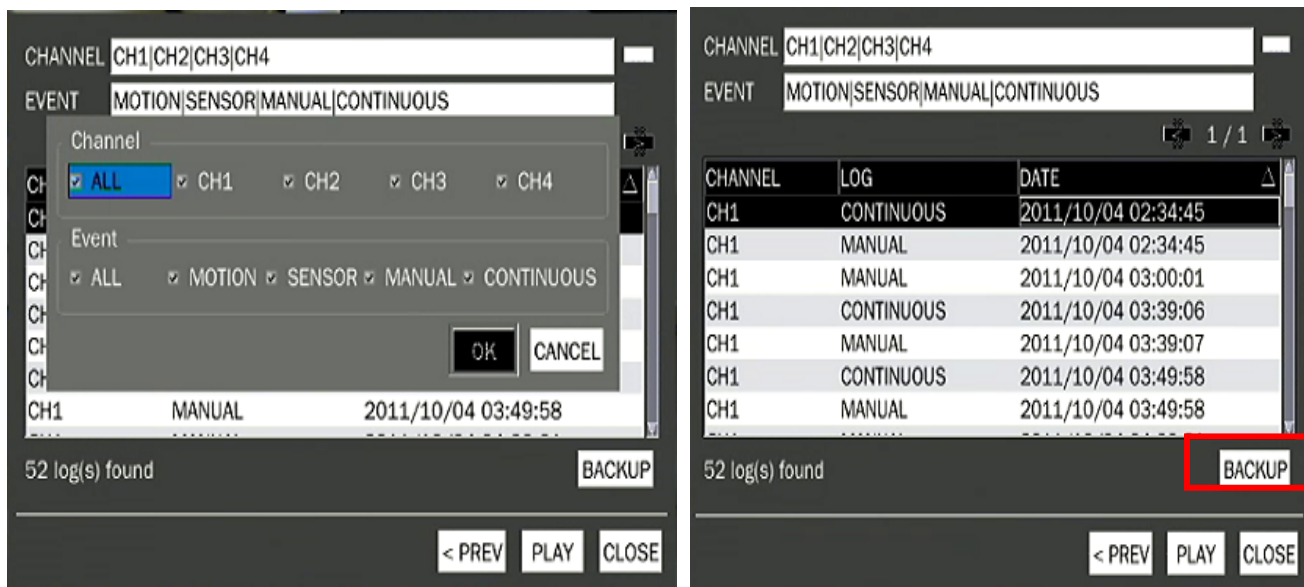 CHANNEL CH1|CH2|CH3|CH4
EVENT MOTION|SENSOR|MANUAL|CONTINUOUS
Channel
ALL CH1 CH2 CH3 CH4
Event
ALL MOTION SENSOR MANUAL CONTINUOUS
OK CANCEL
CH1 MANUAL 2011/10/04 03:49:58
52 log(s) found BACKUP
< PREV PLAY CLOSE
CHANNEL CH1|CH2|CH3|CH4
EVENT MOTION|SENSOR|MANUAL|CONTINUOUS
1 / 1
CHANNEL LOG DATE
CH1 CONTINUOUS 2011/10/04 02:34:45
CH1 MANUAL 2011/10/04 02:34:45
CH1 MANUAL 2011/10/04 03:00:01
CH1 CONTINUOUS 2011/10/04 03:39:06
CH1 MANUAL 2011/10/04 03:39:07
CH1 CONTINUOUS 2011/10/04 03:49:58
CH1 MANUAL 2011/10/04 03:49:58
52 log(s) found BACKUP
< PREV PLAY CLOSE